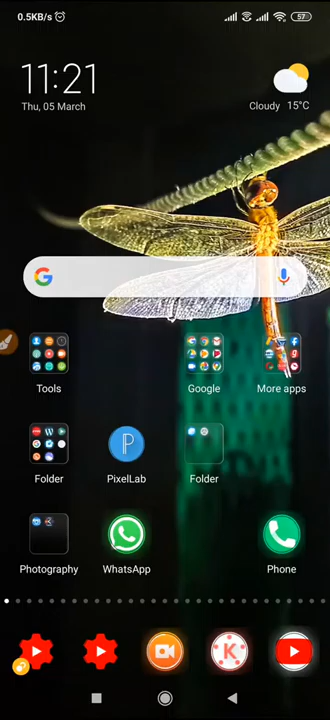 0.5KB/s
57
11:21
Thu, 05 March
Cloudy 15°C
Tools
Google
More apps
Folder
PixelLab
Folder
Photography
WhatsApp
Phone